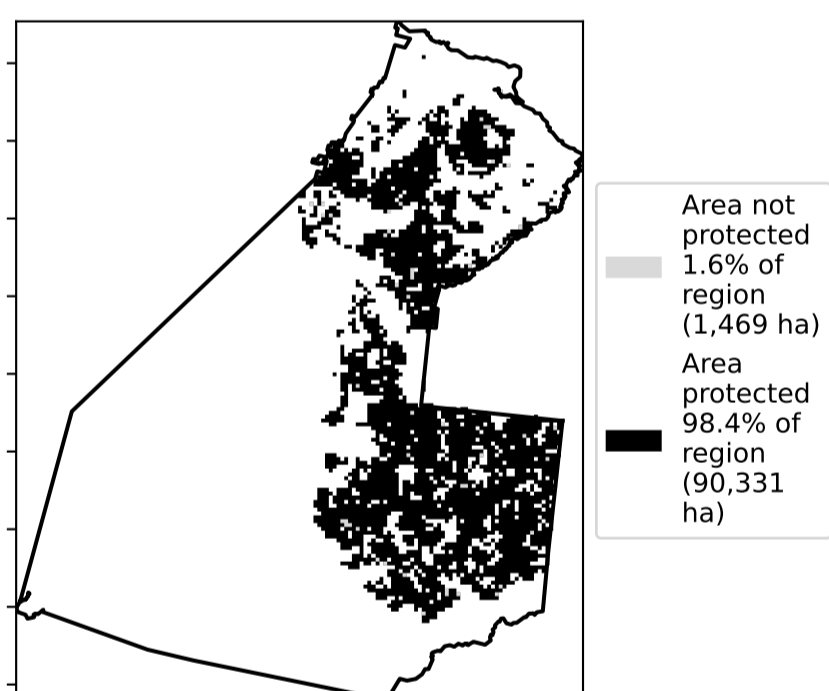 Area not
protected
1.6% of
region
(1,469 ha)
Area
protected
98.4% of
region
(90,331
ha)